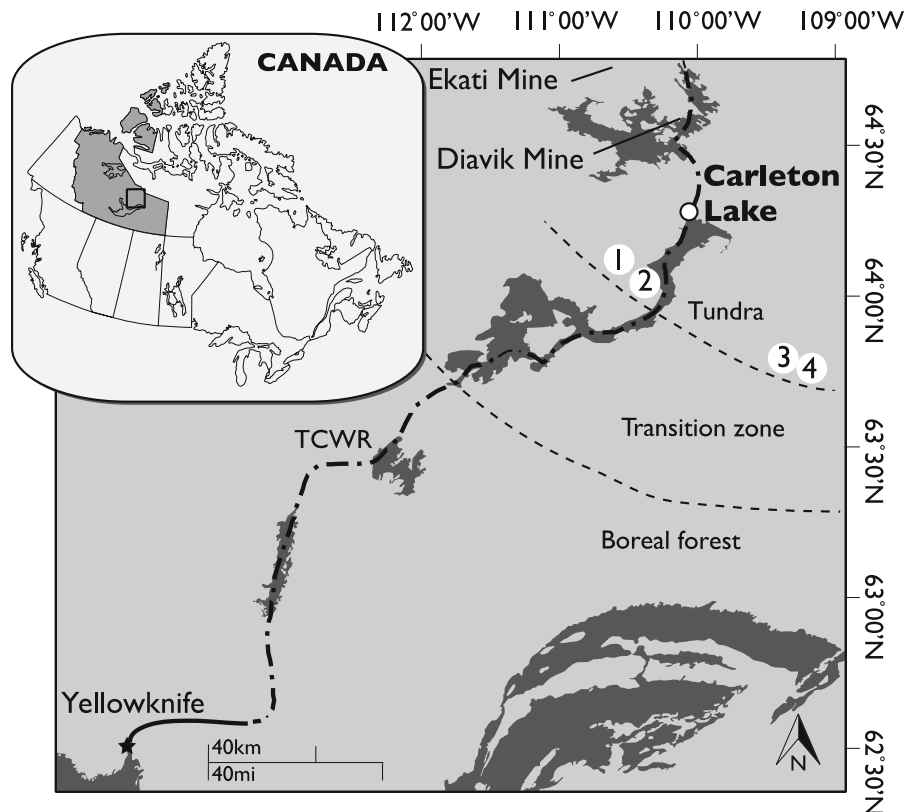 112°00'W 111°00'W 110°00'W 109°00'W
CANADA
Ekati Mine
64°30'N
Diavik Mine
Carleton
Lake
1
2
64°00'N
Tundra
3
4
Transition zone
TCWR
63°30'N
Boreal forest
63°00'N
Yellowknife
40km
40mi
N
62°30'N